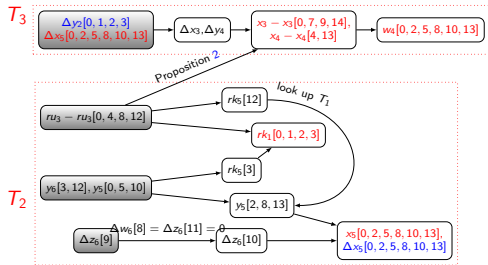 T₃
Δy₂[0, 1, 2, 3]
Δx₅[0, 2, 5, 8, 10, 13]
Δx₃,Δy₄
x₃ − x₃[0, 7, 9, 14],
x₄ − x₄[4, 13]
w₄[0, 2, 5, 8, 10, 13]
Proposition 2
T₂
ru₃ − ru₃[0, 4, 8, 12]
rk₅[12]
look up T₁
rk₁[0, 1, 2, 3]
rk₅[3]
y₆[3, 12], y₅[0, 5, 10]
y₅[2, 8, 13]
Δz₆[9]
Δw₆[8] = Δz₆[11] = 0
Δz₆[10]
x₅[0, 2, 5, 8, 10, 13],
Δx₅[0, 2, 5, 8, 10, 13]